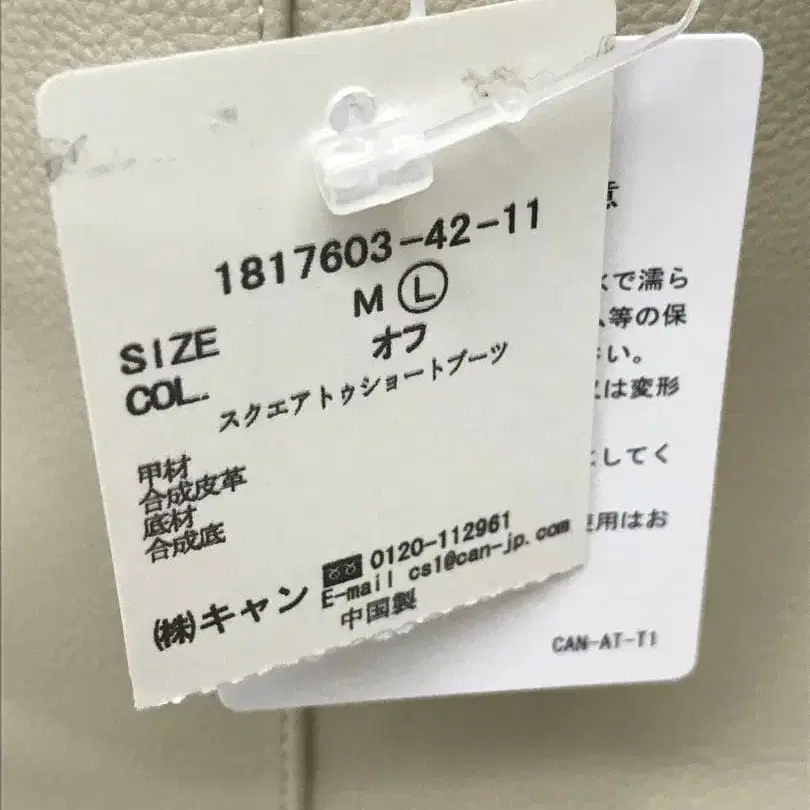 1817603-42-11
SIZE M Ⓛ
COL. オフ
スクエアトゥショートブーツ
甲材
合成皮革
底材
合成底
㈱キャン
0120-112961
E-mail cs1@can-jp.com
中国製
意
で濡ら
等の保
い。
は変形
してく
使用はお
CAN-AT-T1